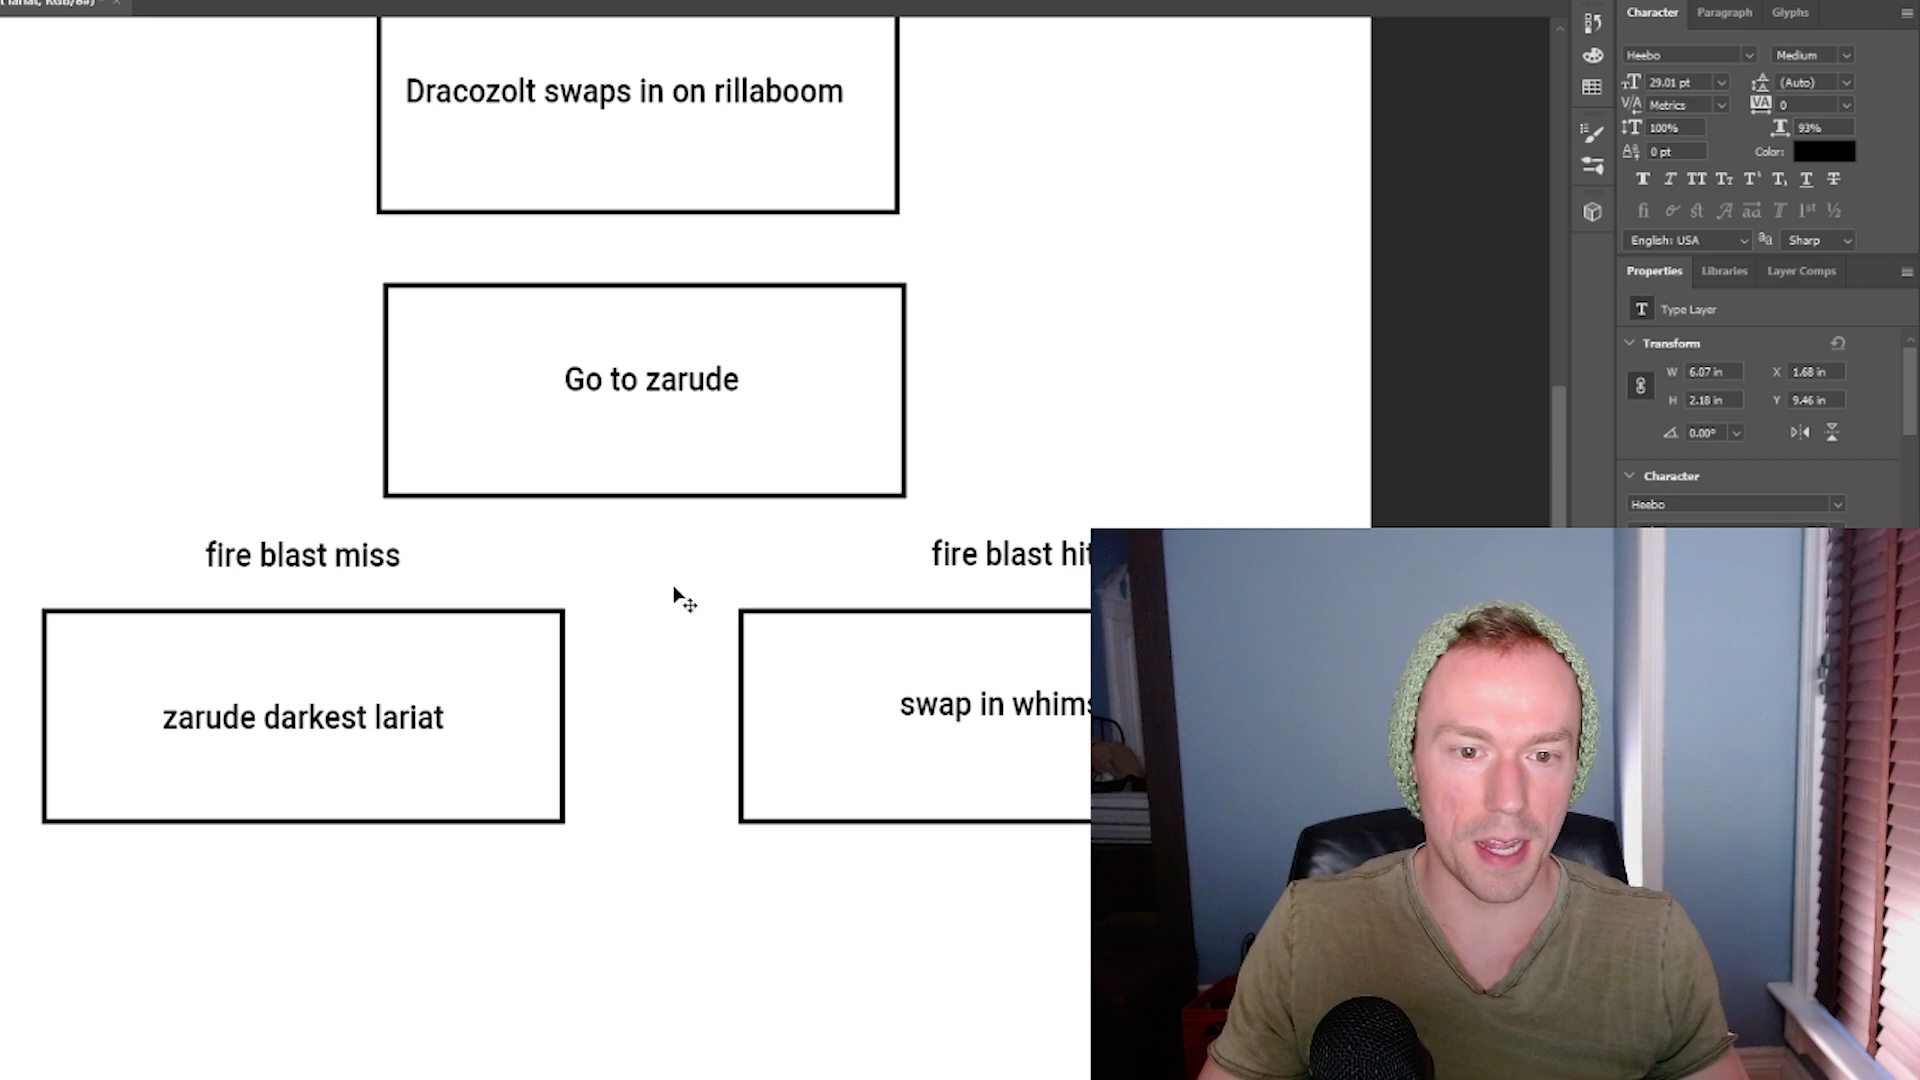 Character Paragraph Glyphs
Heebo Medium
29.01 pt (Auto)
Metrics 0
100% 93%
0 pt Color:
English: USA Sharp
Properties Libraries Layer Comps
Type Layer
Transform
W 6.07 in X 1.68 in
H 2.18 in Y 9.46 in
0.00°
Character
Heebo
Dracozolt swaps in on rillaboom
Go to zarude
fire blast miss
fire blast hit
zarude darkest lariat
swap in whims